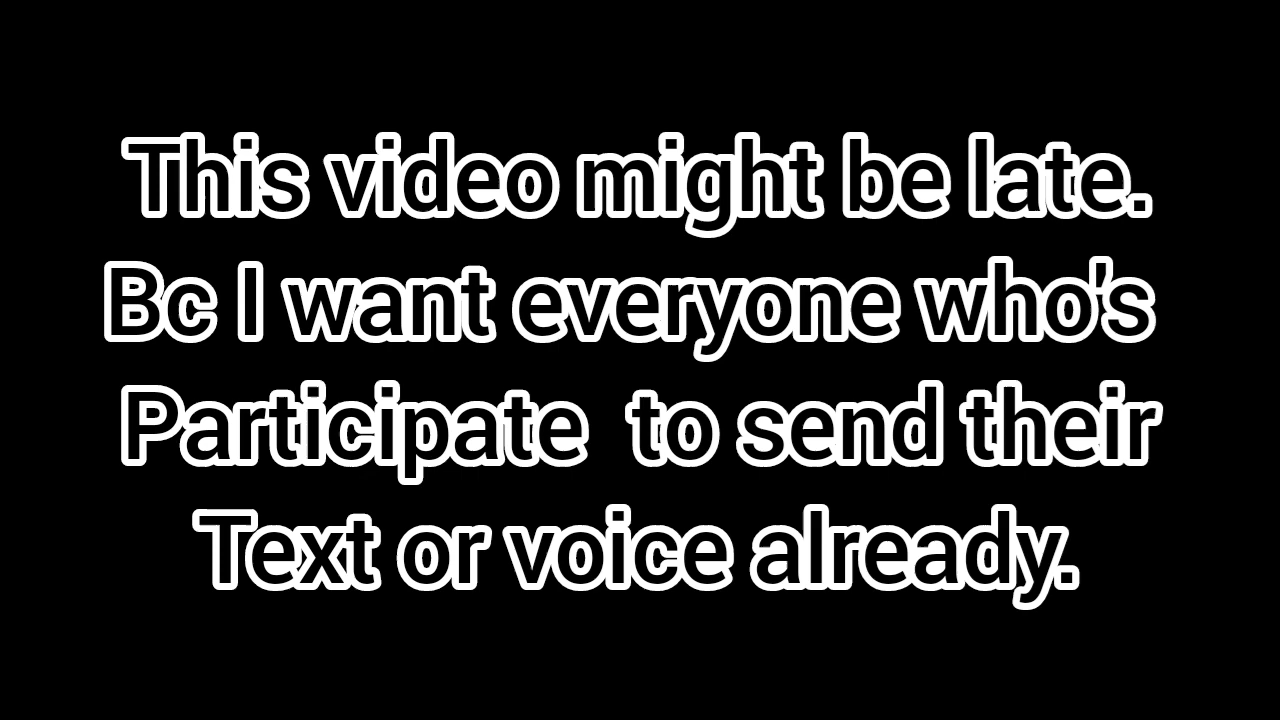 This video might be late.
Bc I want everyone who's
Participate  to send their
Text or voice already.